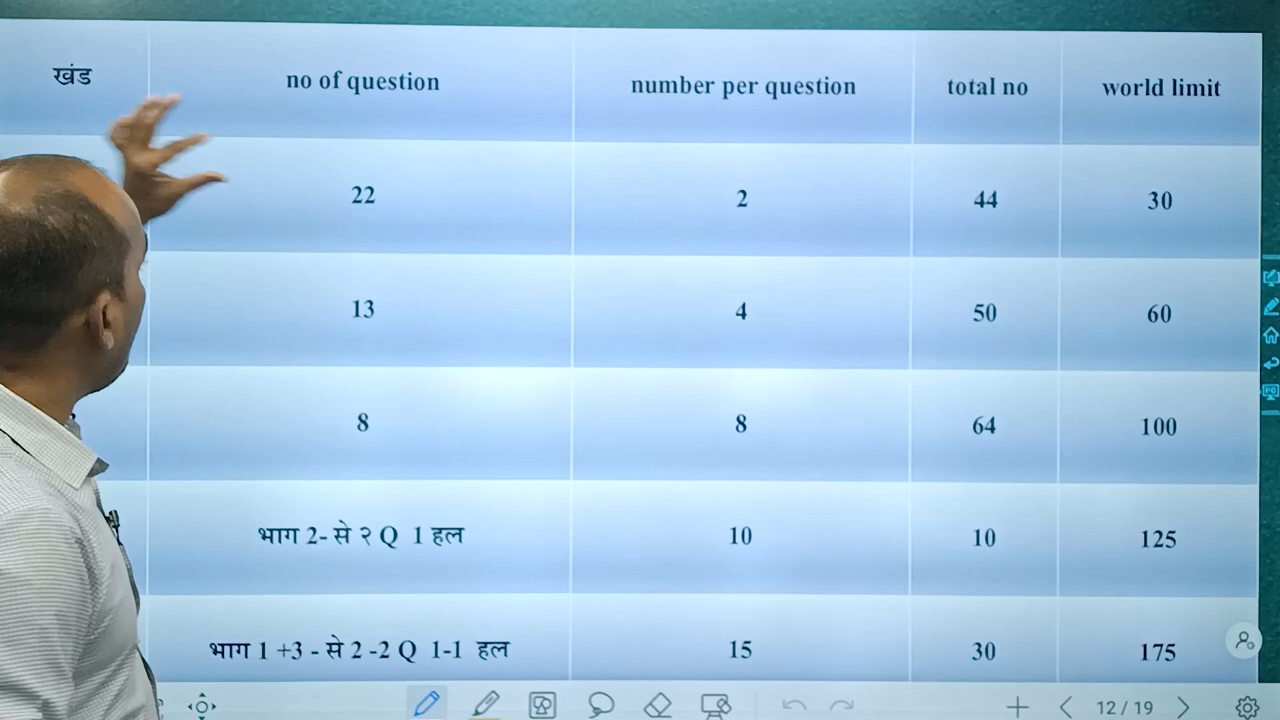 खंड no of question number per question total no world limit
22 2 44 30
13 4 50 60
8 8 64 100
भाग 2- से २ Q 1 हल 10 10 125
भाग 1 +3 - से 2 -2 Q 1-1 हल 15 30 175
12 / 19